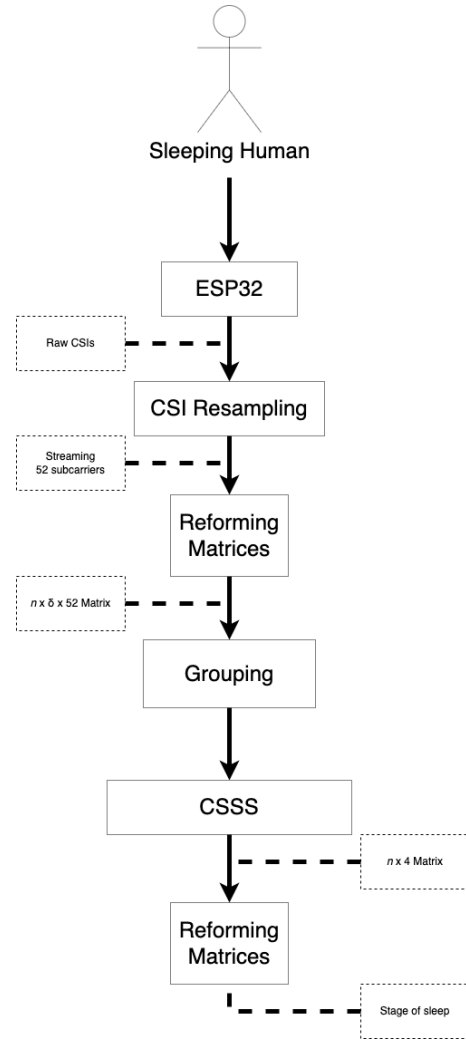 Sleeping Human
ESP32
Raw CSIs
CSI Resampling
Streaming
52 subcarriers
Reforming
Matrices
n x δ x 52 Matrix
Grouping
CSSS
n x 4 Matrix
Reforming
Matrices
Stage of sleep